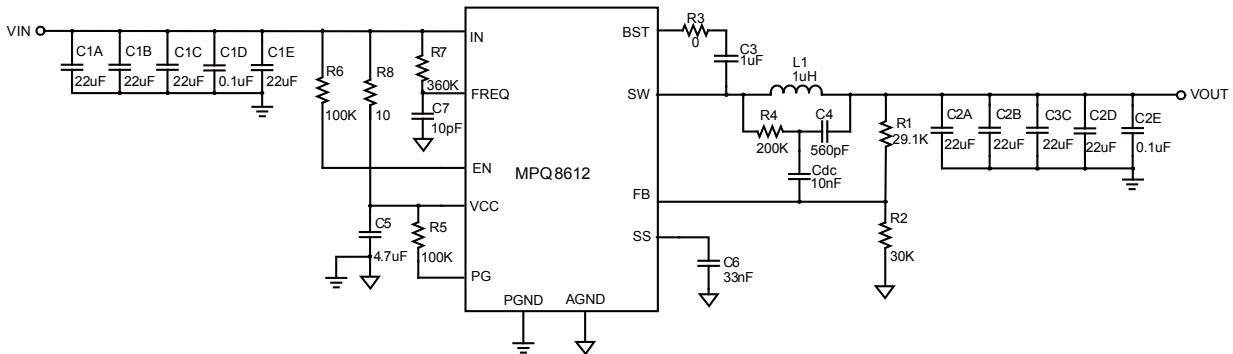 VIN
C1A
22uF
C1B
22uF
C1C
22uF
C1D
0.1uF
C1E
22uF
R6
100K
R8
10
R7
360K
C7
10pF
C5
4.7uF
R5
100K
IN
FREQ
EN
VCC
PG
MPQ8612
PGND
AGND
BST
SW
FB
SS
R3
0
C3
1uF
L1
1uH
R4
200K
C4
560pF
Cdc
10nF
R1
29.1K
R2
30K
C6
33nF
C2A
22uF
C2B
22uF
C3C
22uF
C2D
22uF
C2E
0.1uF
VOUT